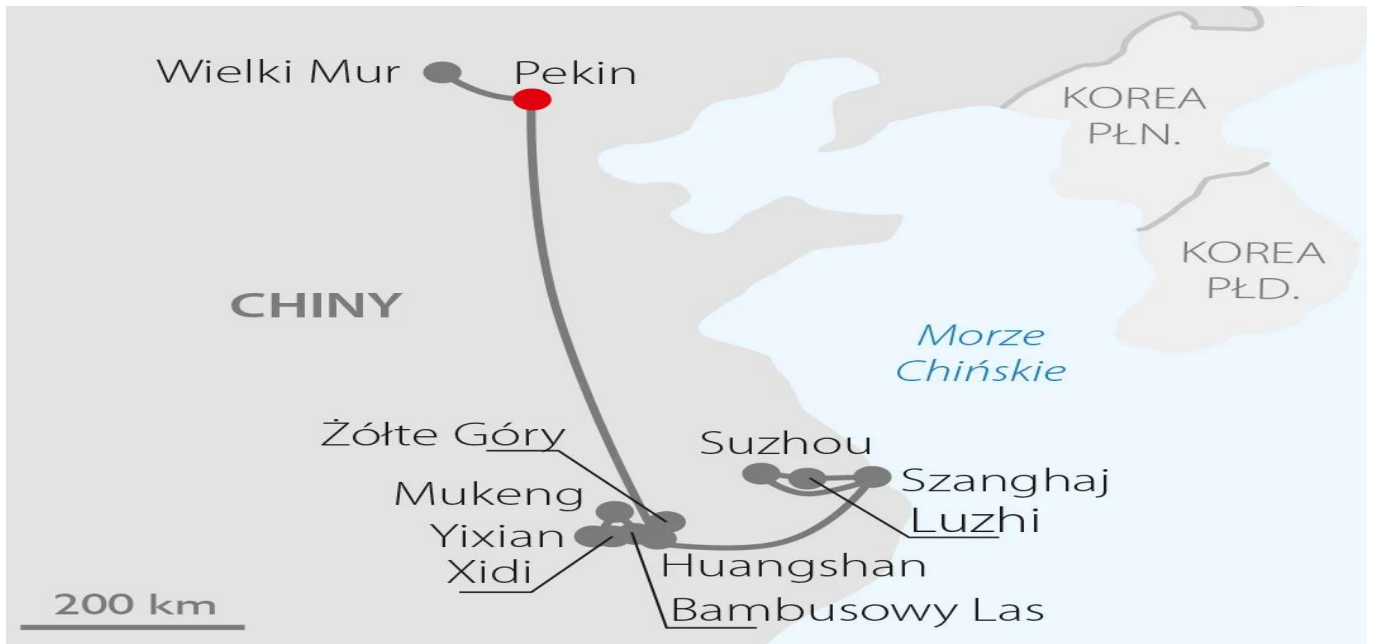 Wielki Mur
Pekin
KOREA
PŁN.
KOREA
PŁD.
CHINY
Morze
Chińskie
Żółte Góry
Suzhou
Mukeng
Szanghaj
Yixian
Luzhi
Xidi
Huangshan
200 km
Bambusowy Las